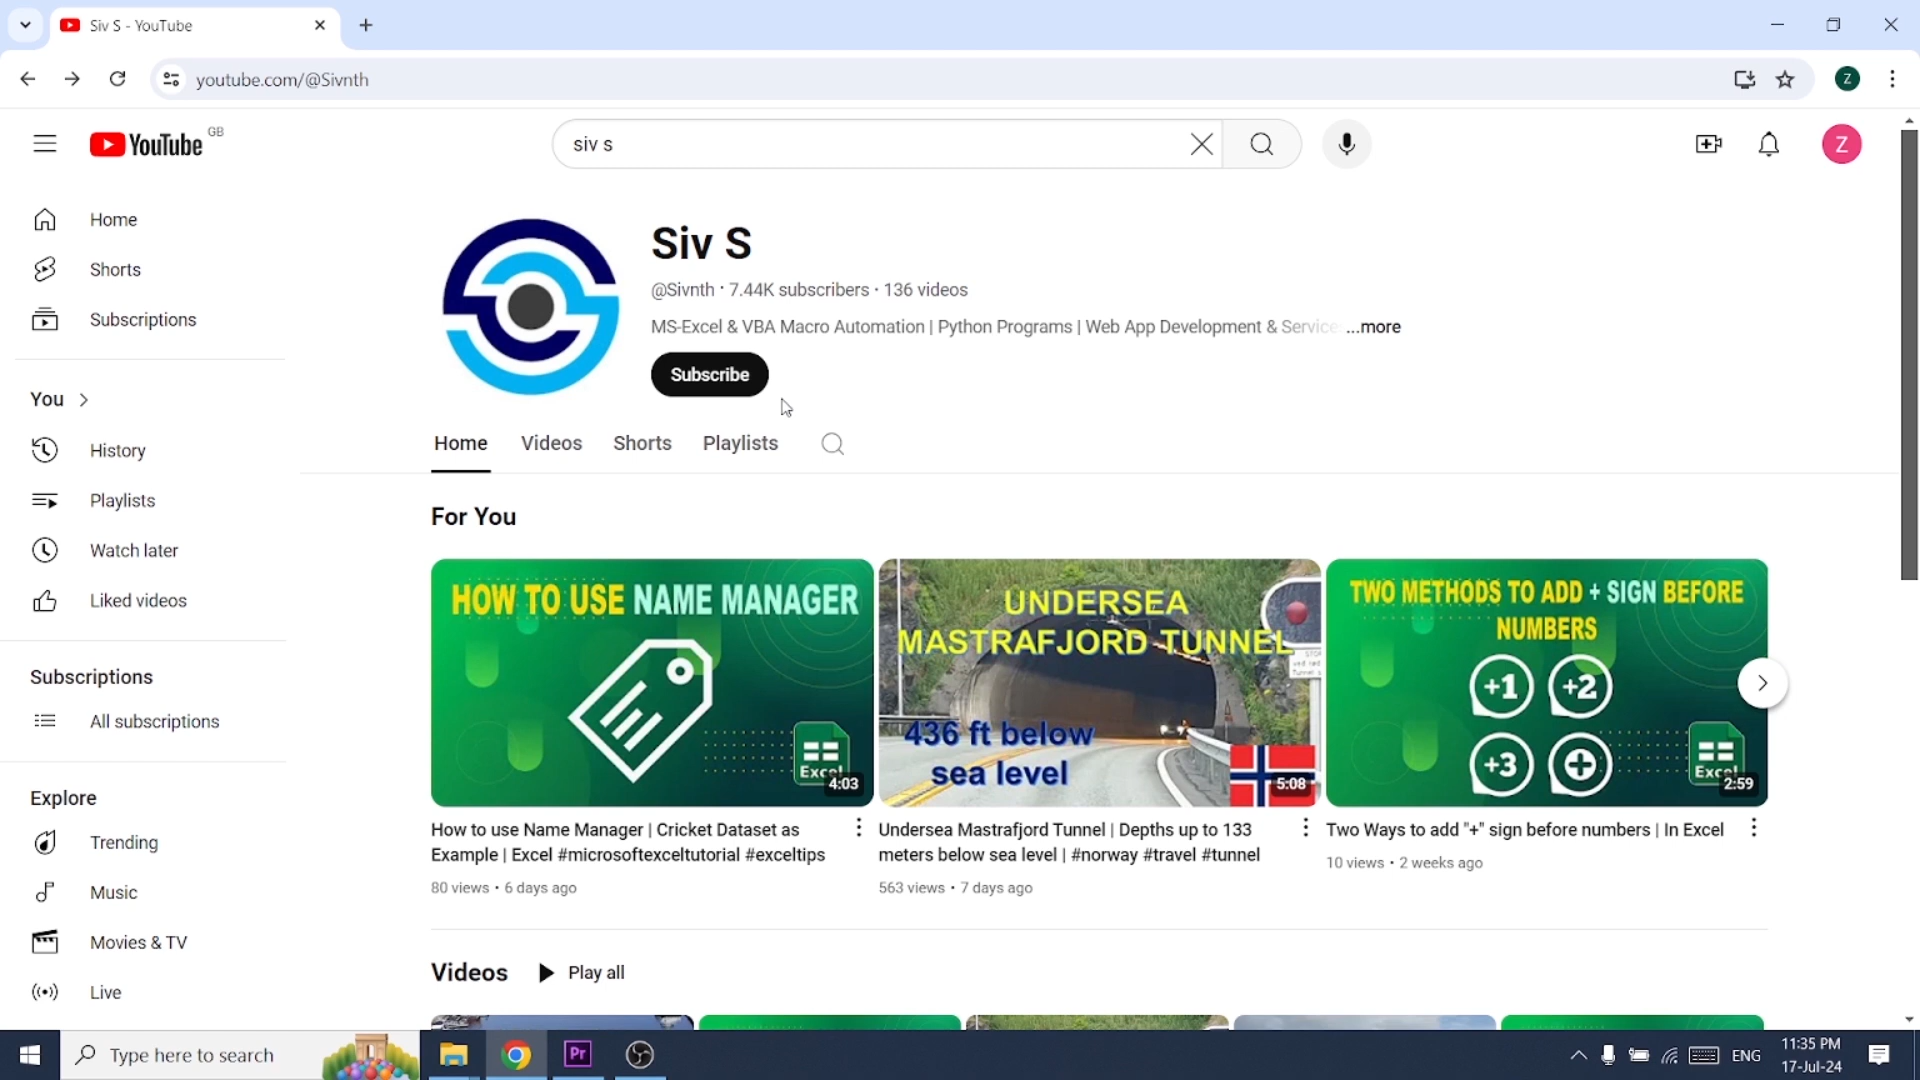 Siv S - YouTube
youtube.com/@Sivnth
Z
YouTube GB
siv s
Z
Home
Shorts
Subscriptions
You
History
Playlists
Watch later
Liked videos
Subscriptions
All subscriptions
Explore
Trending
Music
Movies & TV
Live
Siv S
@Sivnth • 7.44K subscribers • 136 videos
MS-Excel & VBA Macro Automation | Python Programs | Web App Development & Service ...more
Subscribe
Home Videos Shorts Playlists
For You
HOW TO USE NAME MANAGER
Excel
4:03
How to use Name Manager | Cricket Dataset as
Example | Excel #microsoftexceltutorial #exceltips
80 views • 6 days ago
UNDERSEA
MASTRAFJORD TUNNEL
436 ft below
sea level
5:08
Undersea Mastrafjord Tunnel | Depths up to 133
meters below sea level | #norway #travel #tunnel
563 views • 7 days ago
TWO METHODS TO ADD + SIGN BEFORE
NUMBERS
+1 +2
+3 +
Excel
2:59
Two Ways to add "+" sign before numbers | In Excel
10 views • 2 weeks ago
Videos Play all
Type here to search
Pr
ENG
11:35 PM
17-Jul-24